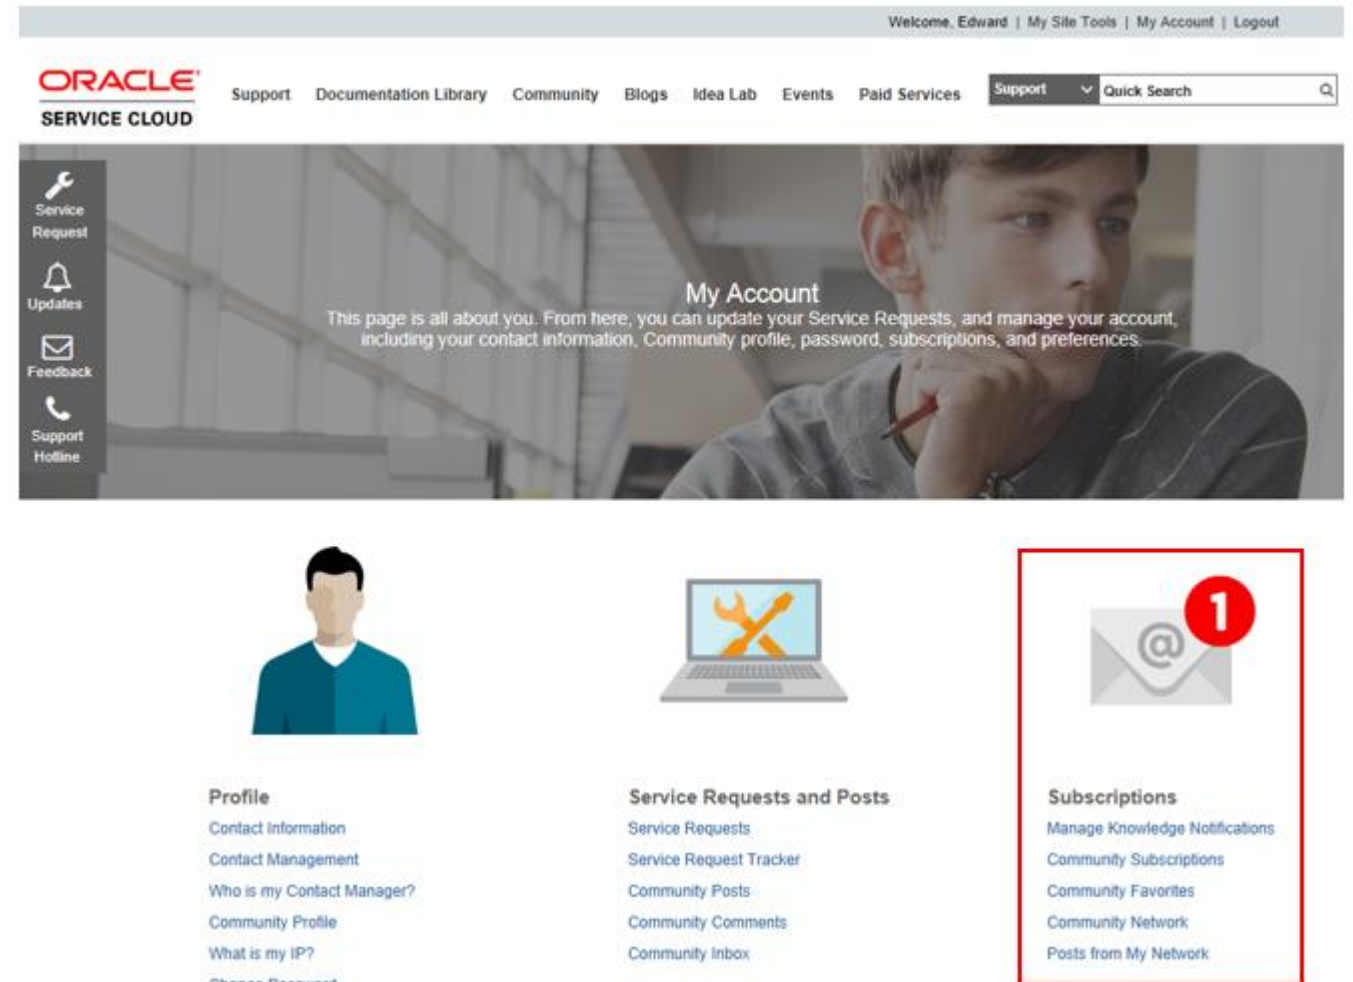 Welcome, Edward | My Site Tools | My Account | Logout
ORACLE
SERVICE CLOUD
Support Documentation Library Community Blogs Idea Lab Events Paid Services
Support Quick Search
Service
Request
Updates
Feedback
Support
Hotline
My Account
This page is all about you. From here, you can update your Service Requests, and manage your account,
including your contact information, Community profile, password, subscriptions, and preferences.
1
@
Profile
Contact Information
Contact Management
Who is my Contact Manager?
Community Profile
What is my IP?
Change Password
Service Requests and Posts
Service Requests
Service Request Tracker
Community Posts
Community Comments
Community Inbox
Subscriptions
Manage Knowledge Notifications
Community Subscriptions
Community Favorites
Community Network
Posts from My Network